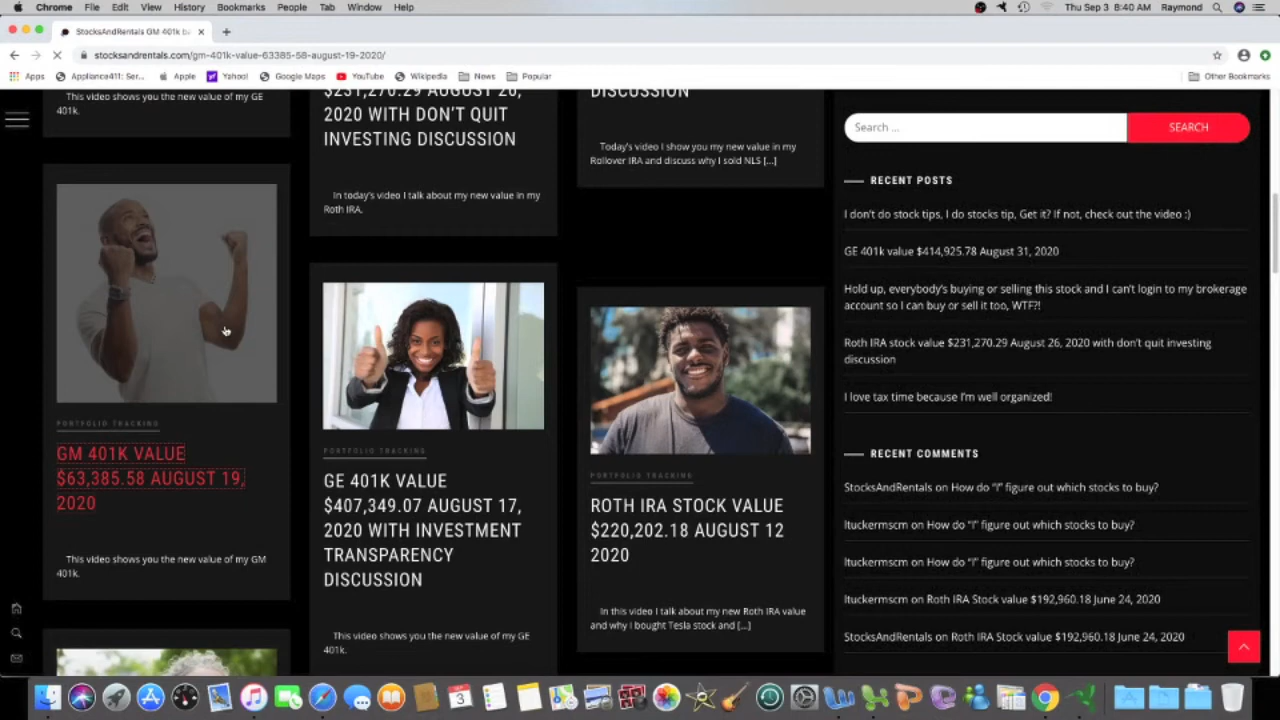 Chrome File Edit View History Bookmarks People Tab Window Help Thu Sep 3 8:40 AM Raymond
StocksAndRentals GM 401k ba
stocksandrentals.com/gm-401k-value-63385-58-august-19-2020/
Apps Appliance411: Ser... Apple Yahoo! Google Maps YouTube Wikipedia News Popular Other Bookmarks
This video shows you the new value of my GE
401k.
PORTFOLIO TRACKING
GM 401K VALUE
$63,385.58 AUGUST 19,
2020
This video shows you the new value of my GM
401k.
$231,270.29 AUGUST 26,
2020 WITH DON'T QUIT
INVESTING DISCUSSION
In today's video I talk about my new value in my
Roth IRA.
PORTFOLIO TRACKING
GE 401K VALUE
$407,349.07 AUGUST 17,
2020 WITH INVESTMENT
TRANSPARENCY
DISCUSSION
This video shows you the new value of my GE
401k.
DISCUSSION
Today's video I show you my new value in my
Rollover IRA and discuss why I sold NLS [...]
PORTFOLIO TRACKING
ROTH IRA STOCK VALUE
$220,202.18 AUGUST 12
2020
In this video I talk about my new Roth IRA value
and why I bought Tesla stock and [...]
Search ... SEARCH
RECENT POSTS
I don't do stock tips, I do stocks tip, Get it? If not, check out the video :)
GE 401k value $414,925.78 August 31, 2020
Hold up, everybody's buying or selling this stock and I can't login to my brokerage
account so I can buy or sell it too, WTF?!
Roth IRA stock value $231,270.29 August 26, 2020 with don't quit investing
discussion
I love tax time because I'm well organized!
RECENT COMMENTS
StocksAndRentals on How do "I" figure out which stocks to buy?
ltuckermscm on How do "I" figure out which stocks to buy?
ltuckermscm on How do "I" figure out which stocks to buy?
ltuckermscm on Roth IRA Stock value $192,960.18 June 24, 2020
StocksAndRentals on Roth IRA Stock value $192,960.18 June 24, 2020